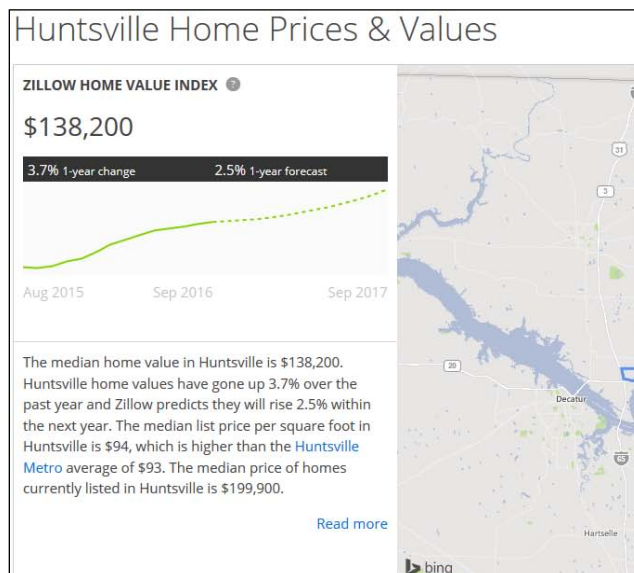 Huntsville Home Prices & Values
ZILLOW HOME VALUE INDEX ?
$138,200
3.7% 1-year change 2.5% 1-year forecast
Aug 2015 Sep 2016 Sep 2017
The median home value in Huntsville is $138,200.
Huntsville home values have gone up 3.7% over the
past year and Zillow predicts they will rise 2.5% within
the next year. The median list price per square foot in
Huntsville is $94, which is higher than the Huntsville
Metro average of $93. The median price of homes
currently listed in Huntsville is $199,900.
Read more
31
3
20
Decatur
65
Hartselle
bing